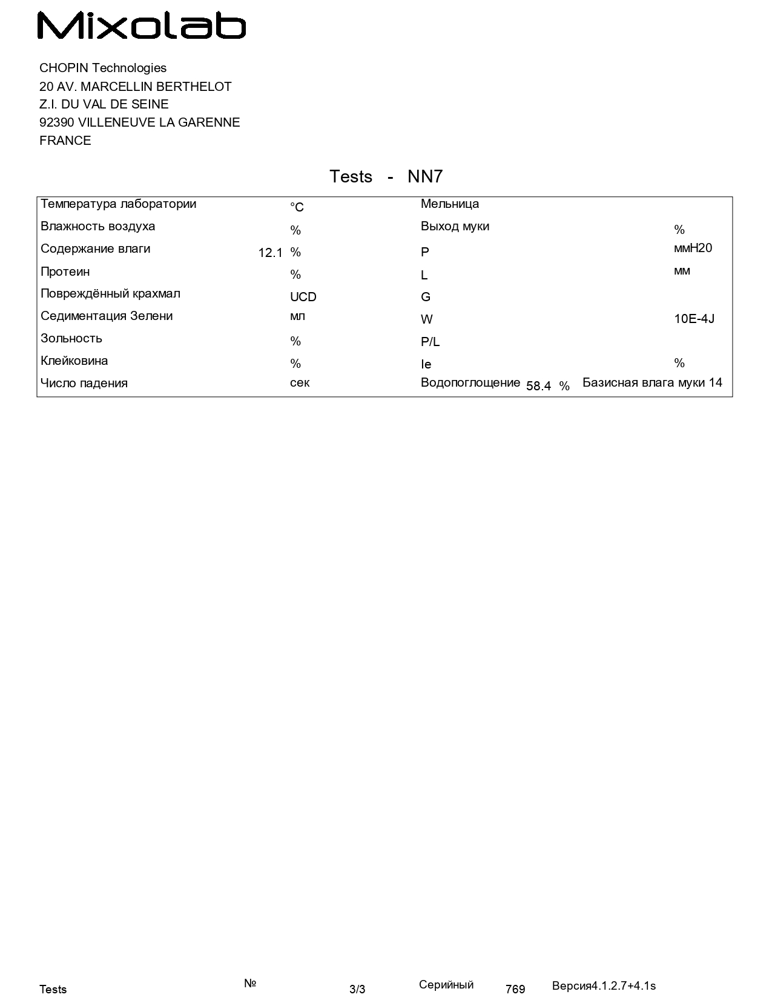 Mixolab
CHOPIN Technologies
20 AV. MARCELLIN BERTHELOT
Z.I. DU VAL DE SEINE
92390 VILLENEUVE LA GARENNE
FRANCE
Tests - NN7
Температура лаборатории °C Мельница
Влажность воздуха % Выход муки %
Содержание влаги 12.1 % P ммH20
Протеин % L мм
Повреждённый крахмал UCD G
Седиментация Зелени мл W 10E-4J
Зольность % P/L
Клейковина % Ie %
Число падения сек Водопоглощение 58.4 % Базисная влага муки 14
Tests № 3/3 Серийный 769 Версия4.1.2.7+4.1s